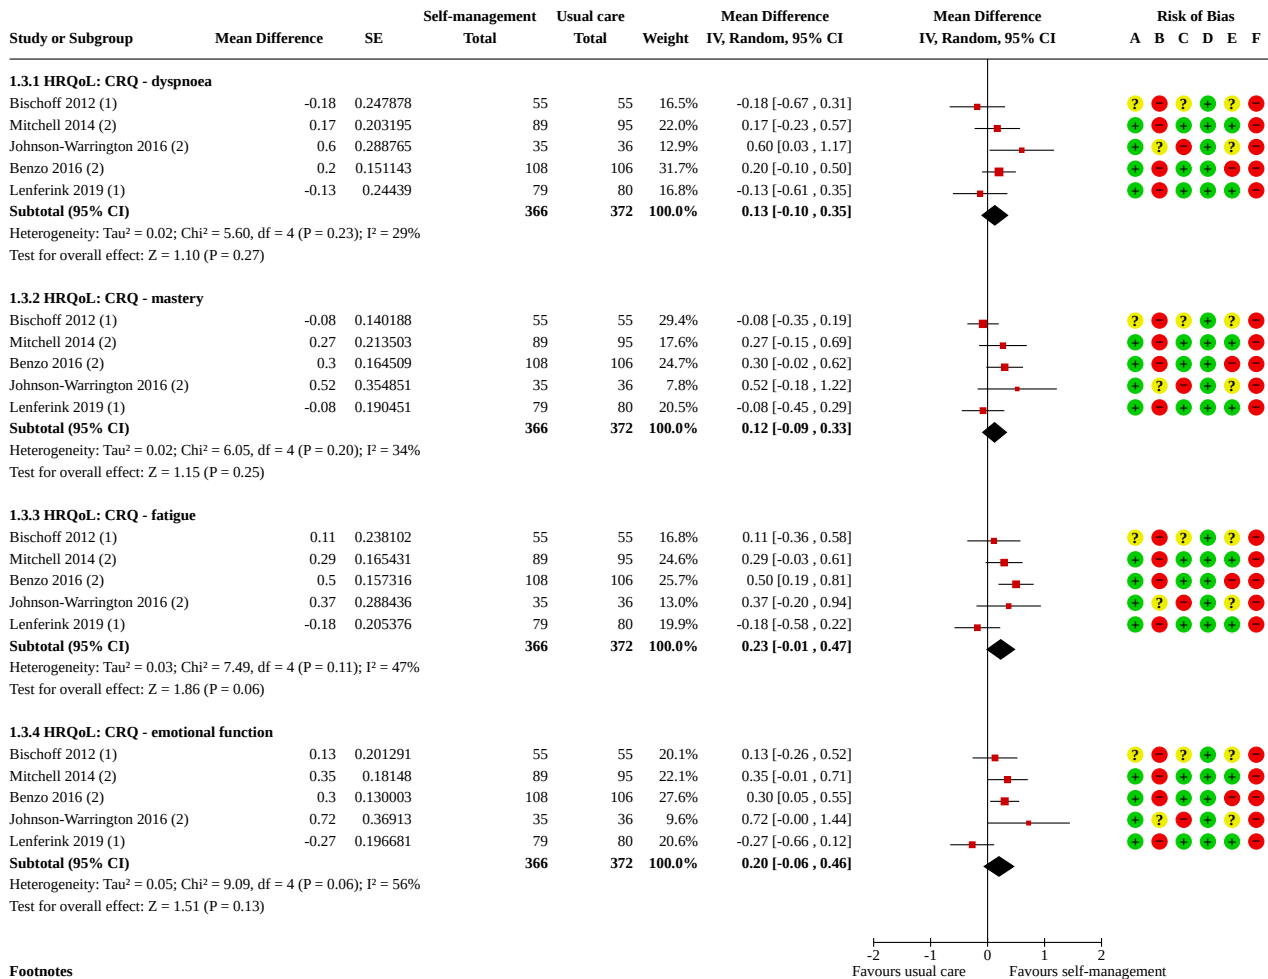 Self-management Usual care Mean Difference Mean Difference Risk of Bias
Study or Subgroup Mean Difference SE Total Total Weight IV, Random, 95% CI IV, Random, 95% CI A B C D E F
1.3.1 HRQoL: CRQ - dyspnoea
Bischoff 2012 (1) -0.18 0.247878 55 55 16.5% -0.18 [-0.67 , 0.31] ? − ? + ? −
Mitchell 2014 (2) 0.17 0.203195 89 95 22.0% 0.17 [-0.23 , 0.57] + − + + + −
Johnson-Warrington 2016 (2) 0.6 0.288765 35 36 12.9% 0.60 [0.03 , 1.17] + ? − + ? −
Benzo 2016 (2) 0.2 0.151143 108 106 31.7% 0.20 [-0.10 , 0.50] + − + + − −
Lenferink 2019 (1) -0.13 0.24439 79 80 16.8% -0.13 [-0.61 , 0.35] + − + + + −
Subtotal (95% CI) 366 372 100.0% 0.13 [-0.10 , 0.35]
Heterogeneity: Tau² = 0.02; Chi² = 5.60, df = 4 (P = 0.23); I² = 29%
Test for overall effect: Z = 1.10 (P = 0.27)
1.3.2 HRQoL: CRQ - mastery
Bischoff 2012 (1) -0.08 0.140188 55 55 29.4% -0.08 [-0.35 , 0.19] ? − ? + ? −
Mitchell 2014 (2) 0.27 0.213503 89 95 17.6% 0.27 [-0.15 , 0.69] + − + + + −
Benzo 2016 (2) 0.3 0.164509 108 106 24.7% 0.30 [-0.02 , 0.62] + − + + − −
Johnson-Warrington 2016 (2) 0.52 0.354851 35 36 7.8% 0.52 [-0.18 , 1.22] + ? − + ? −
Lenferink 2019 (1) -0.08 0.190451 79 80 20.5% -0.08 [-0.45 , 0.29] + − + + + −
Subtotal (95% CI) 366 372 100.0% 0.12 [-0.09 , 0.33]
Heterogeneity: Tau² = 0.02; Chi² = 6.05, df = 4 (P = 0.20); I² = 34%
Test for overall effect: Z = 1.15 (P = 0.25)
1.3.3 HRQoL: CRQ - fatigue
Bischoff 2012 (1) 0.11 0.238102 55 55 16.8% 0.11 [-0.36 , 0.58] ? − ? + ? −
Mitchell 2014 (2) 0.29 0.165431 89 95 24.6% 0.29 [-0.03 , 0.61] + − + + + −
Benzo 2016 (2) 0.5 0.157316 108 106 25.7% 0.50 [0.19 , 0.81] + − + + − −
Johnson-Warrington 2016 (2) 0.37 0.288436 35 36 13.0% 0.37 [-0.20 , 0.94] + ? − + ? −
Lenferink 2019 (1) -0.18 0.205376 79 80 19.9% -0.18 [-0.58 , 0.22] + − + + + −
Subtotal (95% CI) 366 372 100.0% 0.23 [-0.01 , 0.47]
Heterogeneity: Tau² = 0.03; Chi² = 7.49, df = 4 (P = 0.11); I² = 47%
Test for overall effect: Z = 1.86 (P = 0.06)
1.3.4 HRQoL: CRQ - emotional function
Bischoff 2012 (1) 0.13 0.201291 55 55 20.1% 0.13 [-0.26 , 0.52] ? − ? + ? −
Mitchell 2014 (2) 0.35 0.18148 89 95 22.1% 0.35 [-0.01 , 0.71] + − + + + −
Benzo 2016 (2) 0.3 0.130003 108 106 27.6% 0.30 [0.05 , 0.55] + − + + − −
Johnson-Warrington 2016 (2) 0.72 0.36913 35 36 9.6% 0.72 [-0.00 , 1.44] + ? − + ? −
Lenferink 2019 (1) -0.27 0.196681 79 80 20.6% -0.27 [-0.66 , 0.12] + − + + + −
Subtotal (95% CI) 366 372 100.0% 0.20 [-0.06 , 0.46]
Heterogeneity: Tau² = 0.05; Chi² = 9.09, df = 4 (P = 0.06); I² = 56%
Test for overall effect: Z = 1.51 (P = 0.13)
-2 -1 0 1 2
Footnotes Favours usual care Favours self-management